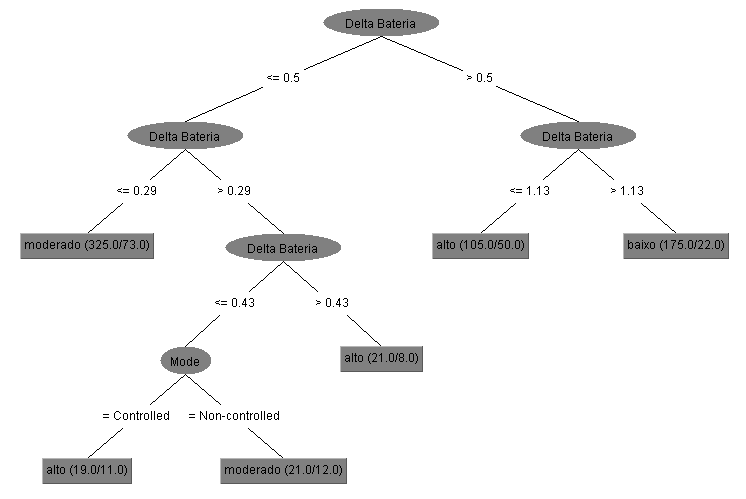 Delta Bateria
<= 0.5
> 0.5
Delta Bateria
Delta Bateria
<= 0.29
> 0.29
<= 1.13
> 1.13
moderado (325.0/73.0)
Delta Bateria
alto (105.0/50.0)
baixo (175.0/22.0)
<= 0.43
> 0.43
Mode
alto (21.0/8.0)
= Controlled
= Non-controlled
alto (19.0/11.0)
moderado (21.0/12.0)